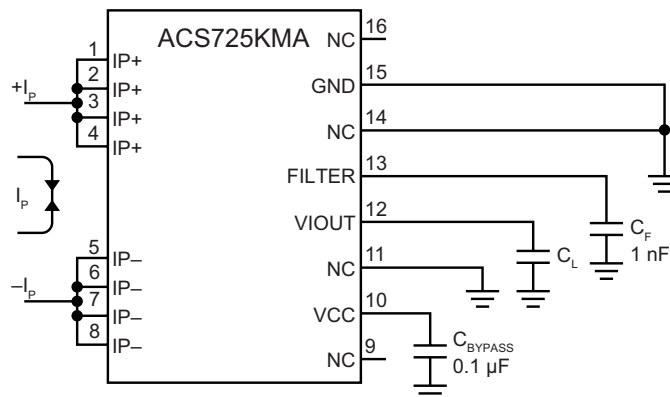 ACS725KMA
1 IP+
2 IP+
3 IP+
4 IP+
+IP
IP
5 IP–
6 IP–
7 IP–
8 IP–
–IP
NC 16
GND 15
NC 14
FILTER 13
VIOUT 12
NC 11
VCC 10
NC 9
CF
1 nF
CL
CBYPASS
0.1 µF